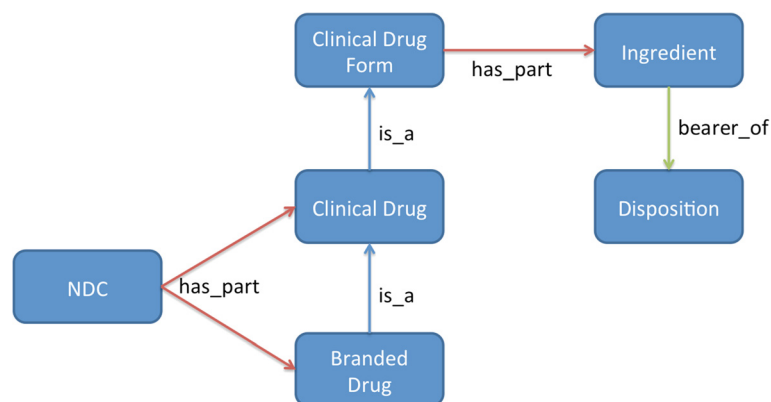 Clinical Drug
Form
has_part
Ingredient
is_a
bearer_of
Clinical Drug
Disposition
NDC
has_part
is_a
Branded
Drug